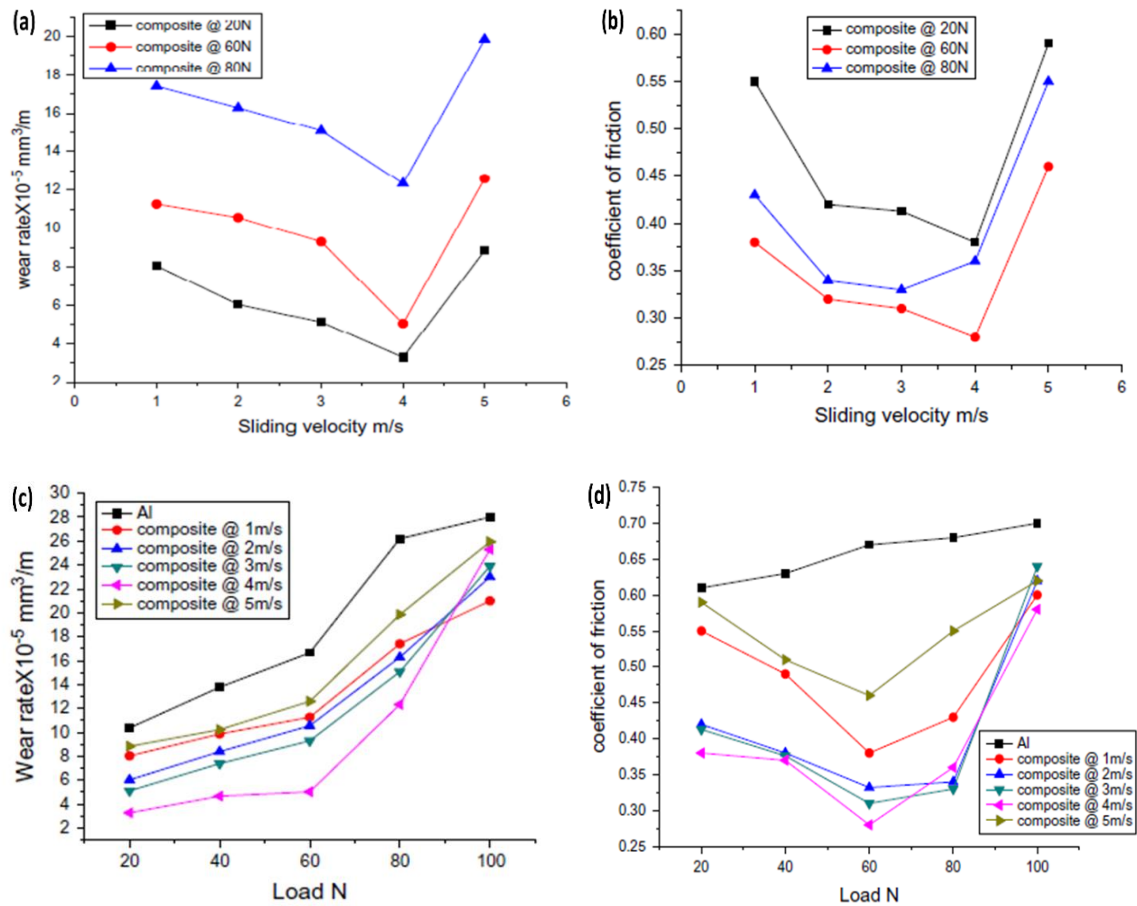 (a)
composite @ 20N
composite @ 60N
composite @ 80N
wear rateX10⁻⁵ mm³/m
20
18
16
14
12
10
8
6
4
2
0 1 2 3 4 5 6
Sliding velocity m/s
(b)
composite @ 20N
composite @ 60N
composite @ 80N
coefficient of friction
0.60
0.55
0.50
0.45
0.40
0.35
0.30
0.25
0 1 2 3 4 5 6
Sliding velocity m/s
(c)
Al
composite @ 1m/s
composite @ 2m/s
composite @ 3m/s
composite @ 4m/s
composite @ 5m/s
Wear rateX10⁻⁵ mm³/m
30
28
26
24
22
20
18
16
14
12
10
8
6
4
2
20 40 60 80 100
Load N
(d)
coefficient of friction
0.75
0.70
0.65
0.60
0.55
0.50
0.45
0.40
0.35
0.30
0.25
Al
composite @ 1m/s
composite @ 2m/s
composite @ 3m/s
composite @ 4m/s
composite @ 5m/s
20 40 60 80 100
Load N